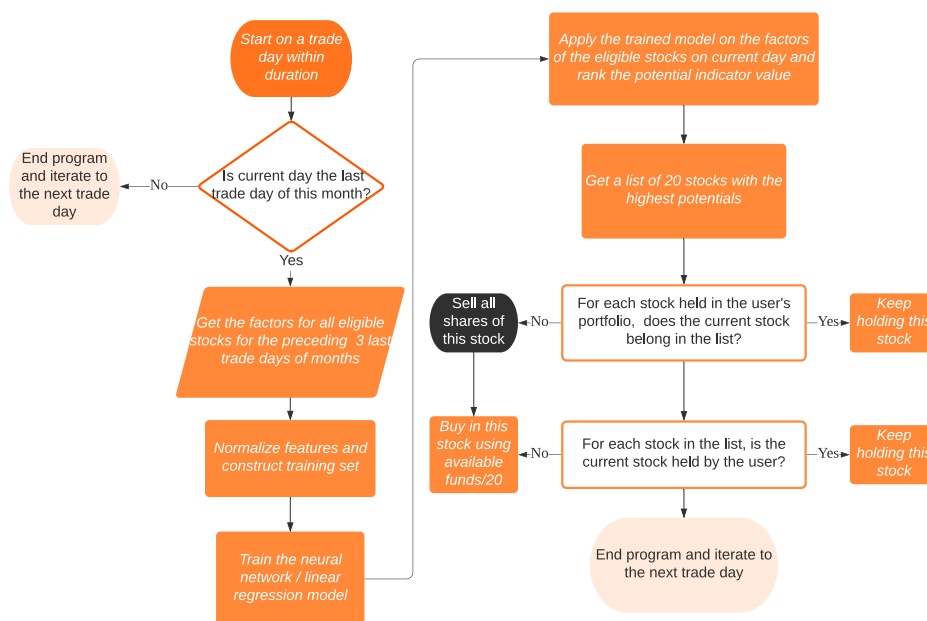 Start on a trade
day within
duration
Is current day the last
trade day of this month?
No
End program
and iterate to
the next trade
day
Yes
Get the factors for all eligible
stocks for the preceding 3 last
trade days of months
Normalize features and
construct training set
Train the neural
network / linear
regression model
Apply the trained model on the factors
of the eligible stocks on current day and
rank the potential indicator value
Get a list of 20 stocks with the
highest potentials
For each stock held in the user's
portfolio, does the current stock
belong in the list?
No
Sell all
shares of
this stock
Yes
Keep
holding this
stock
For each stock in the list, is the
current stock held by the user?
No
Buy in this
stock using
available
funds/20
Yes
Keep
holding this
stock
End program and iterate to
the next trade day